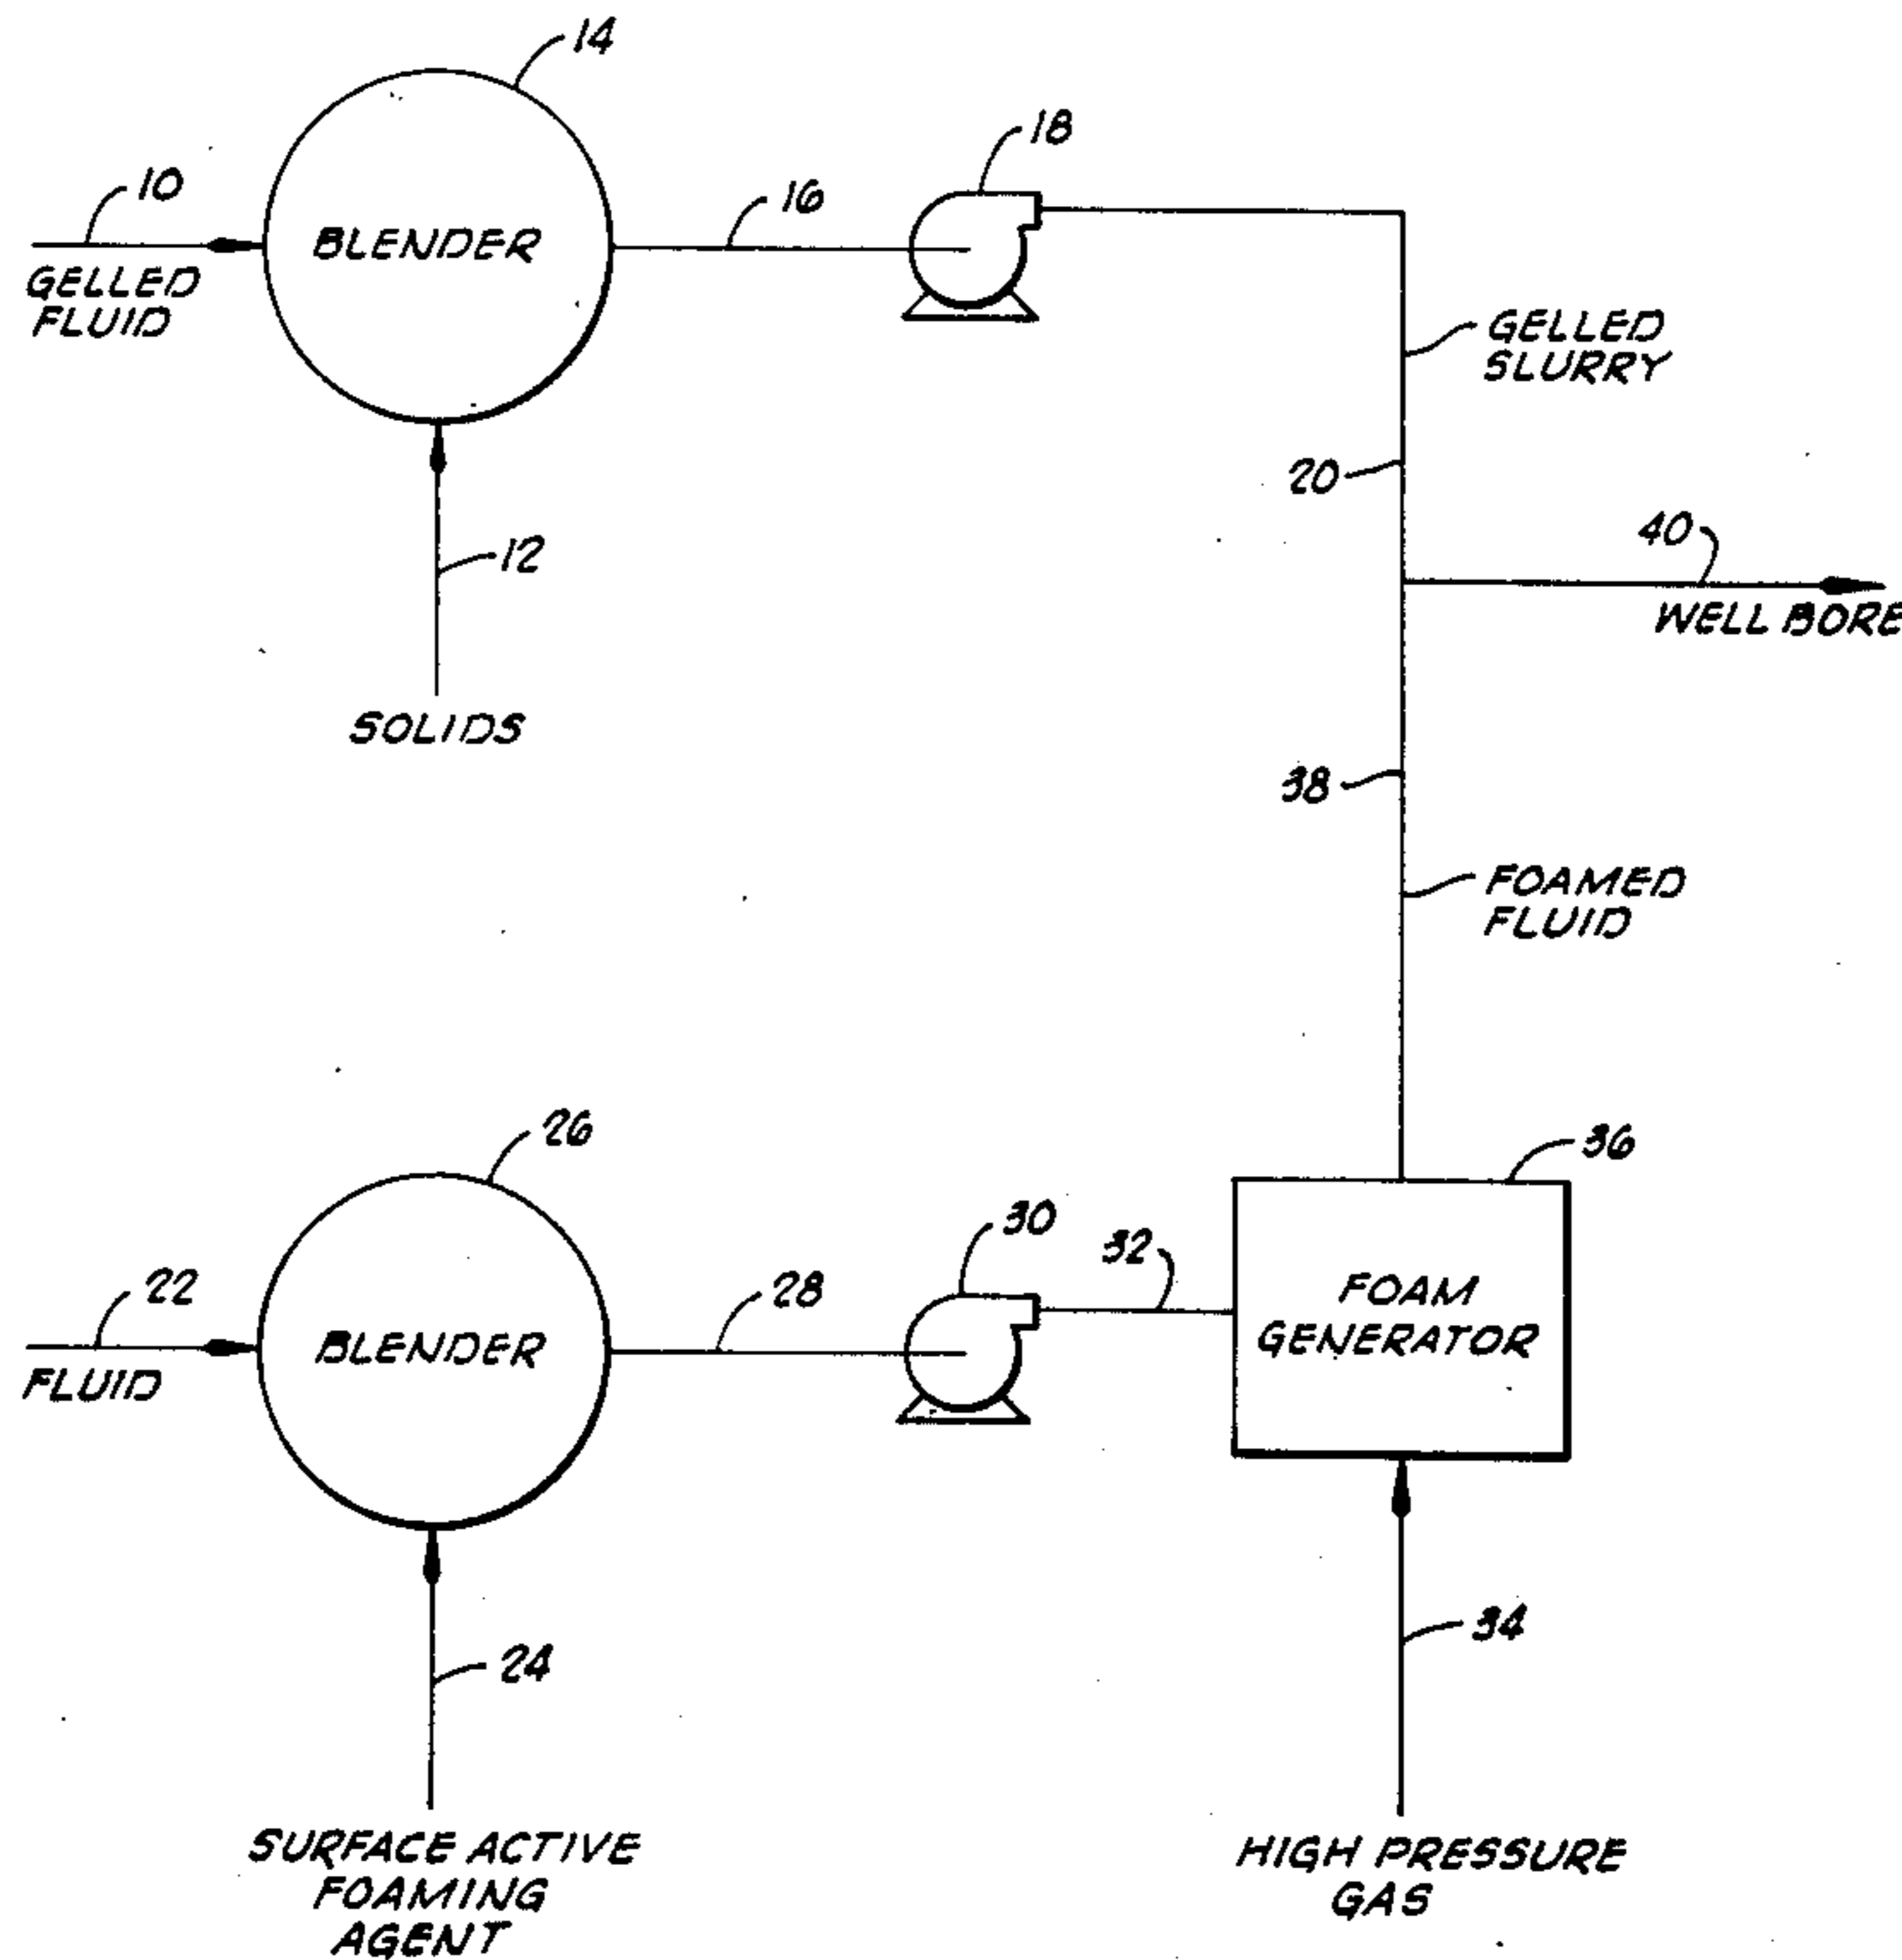 14
18
10
16
BLENDER
GELLED
FLUID
GELLED
SLURRY
20
40
12
WELL BORE
SOLIDS
38
FOAMED
FLUID
26
36
30
32
22
28
FOAM
GENERATOR
BLENDER
FLUID
34
24
SURFACE ACTIVE
FOAMING
AGENT
HIGH PRESSURE
GAS